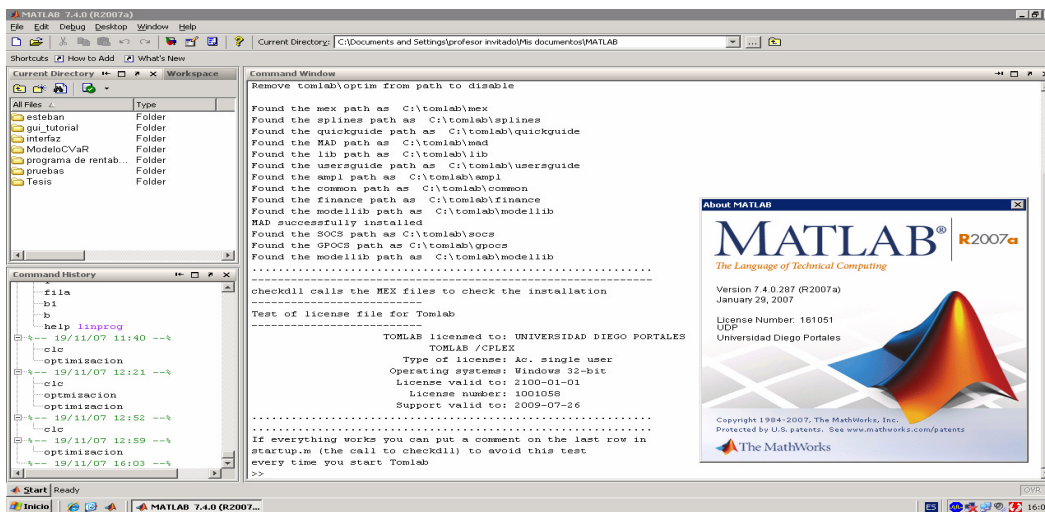 MATLAB 7.4.0 (R2007a)
File Edit Debug Desktop Window Help
Current Directory: C:\Documents and Settings\profesor invitado\Mis documentos\MATLAB
Shortcuts How to Add What's New
Current Directory Workspace
All Files Type
esteban Folder
gui_tutorial Folder
interfaz Folder
ModeloCVaR Folder
programa de rentab... Folder
pruebas Folder
Tesis Folder
Command History
fila
b1
b
help linprog
%-- 19/11/07 11:40 --%
clc
optimizacion
%-- 19/11/07 12:21 --%
clc
optmizacion
optimizacion
%-- 19/11/07 12:52 --%
clc
%-- 19/11/07 12:59 --%
optimizacion
%-- 19/11/07 16:03 --%
Command Window
Remove tomlab\optim from path to disable
Found the mex path as C:\tomlab\mex
Found the splines path as C:\tomlab\splines
Found the quickguide path as C:\tomlab\quickguide
Found the MAD path as C:\tomlab\mad
Found the lib path as C:\tomlab\lib
Found the usersguide path as C:\tomlab\usersguide
Found the ampl path as C:\tomlab\ampl
Found the common path as C:\tomlab\common
Found the finance path as C:\tomlab\finance
Found the modellib path as C:\tomlab\modellib
MAD successfully installed
Found the SOCS path as C:\tomlab\socs
Found the GPOCS path as C:\tomlab\gpocs
Found the modellib path as C:\tomlab\modellib
checkdll calls the MEX files to check the installation
Test of license file for Tomlab
TOMLAB licensed to: UNIVERSIDAD DIEGO PORTALES
TOMLAB /CPLEX
Type of license: Ac. single user
Operating systems: Windows 32-bit
License valid to: 2100-01-01
License number: 1001058
Support valid to: 2009-07-26
If everything works you can put a comment on the last row in
startup.m (the call to checkdll) to avoid this test
every time you start Tomlab
>>
About MATLAB
MATLAB® R2007a
The Language of Technical Computing
Version 7.4.0.287 (R2007a)
January 29, 2007
License Number: 161051
UDP
Universidad Diego Portales
Copyright 1984-2007, The MathWorks, Inc.
Protected by U.S. patents. See www.mathworks.com/patents
The MathWorks
Start Ready
OVR
Inicio MATLAB 7.4.0 (R2007... ES